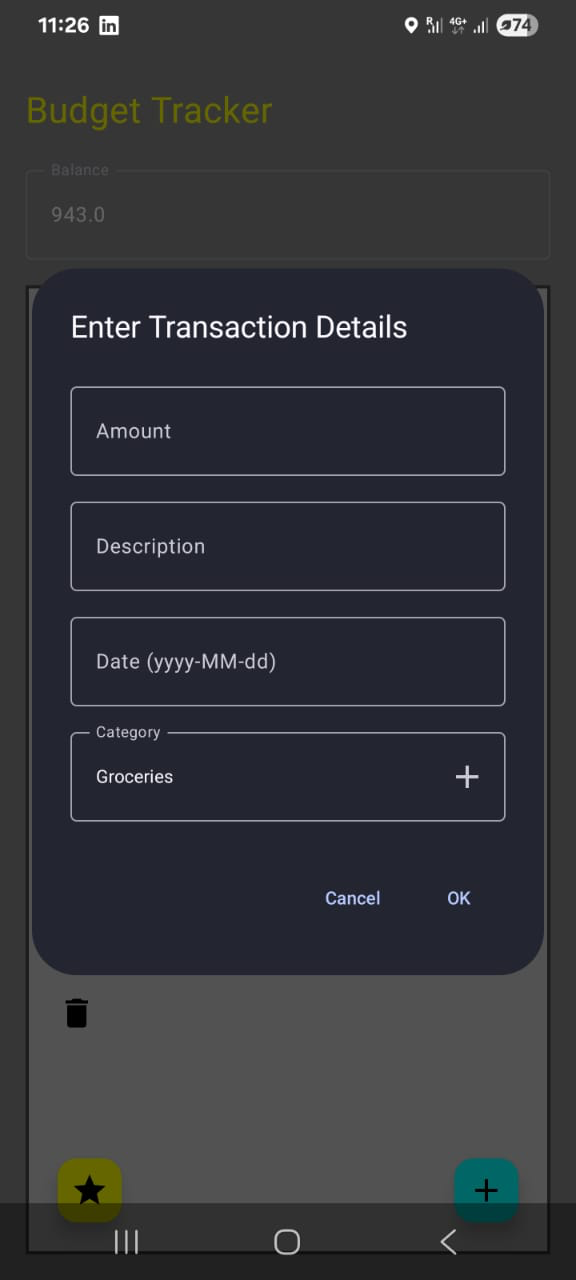 11:26 in R 4G+ 74
Budget Tracker
Balance
943.0
Enter Transaction Details
Amount
Description
Date (yyyy-MM-dd)
Category
Groceries
Cancel OK